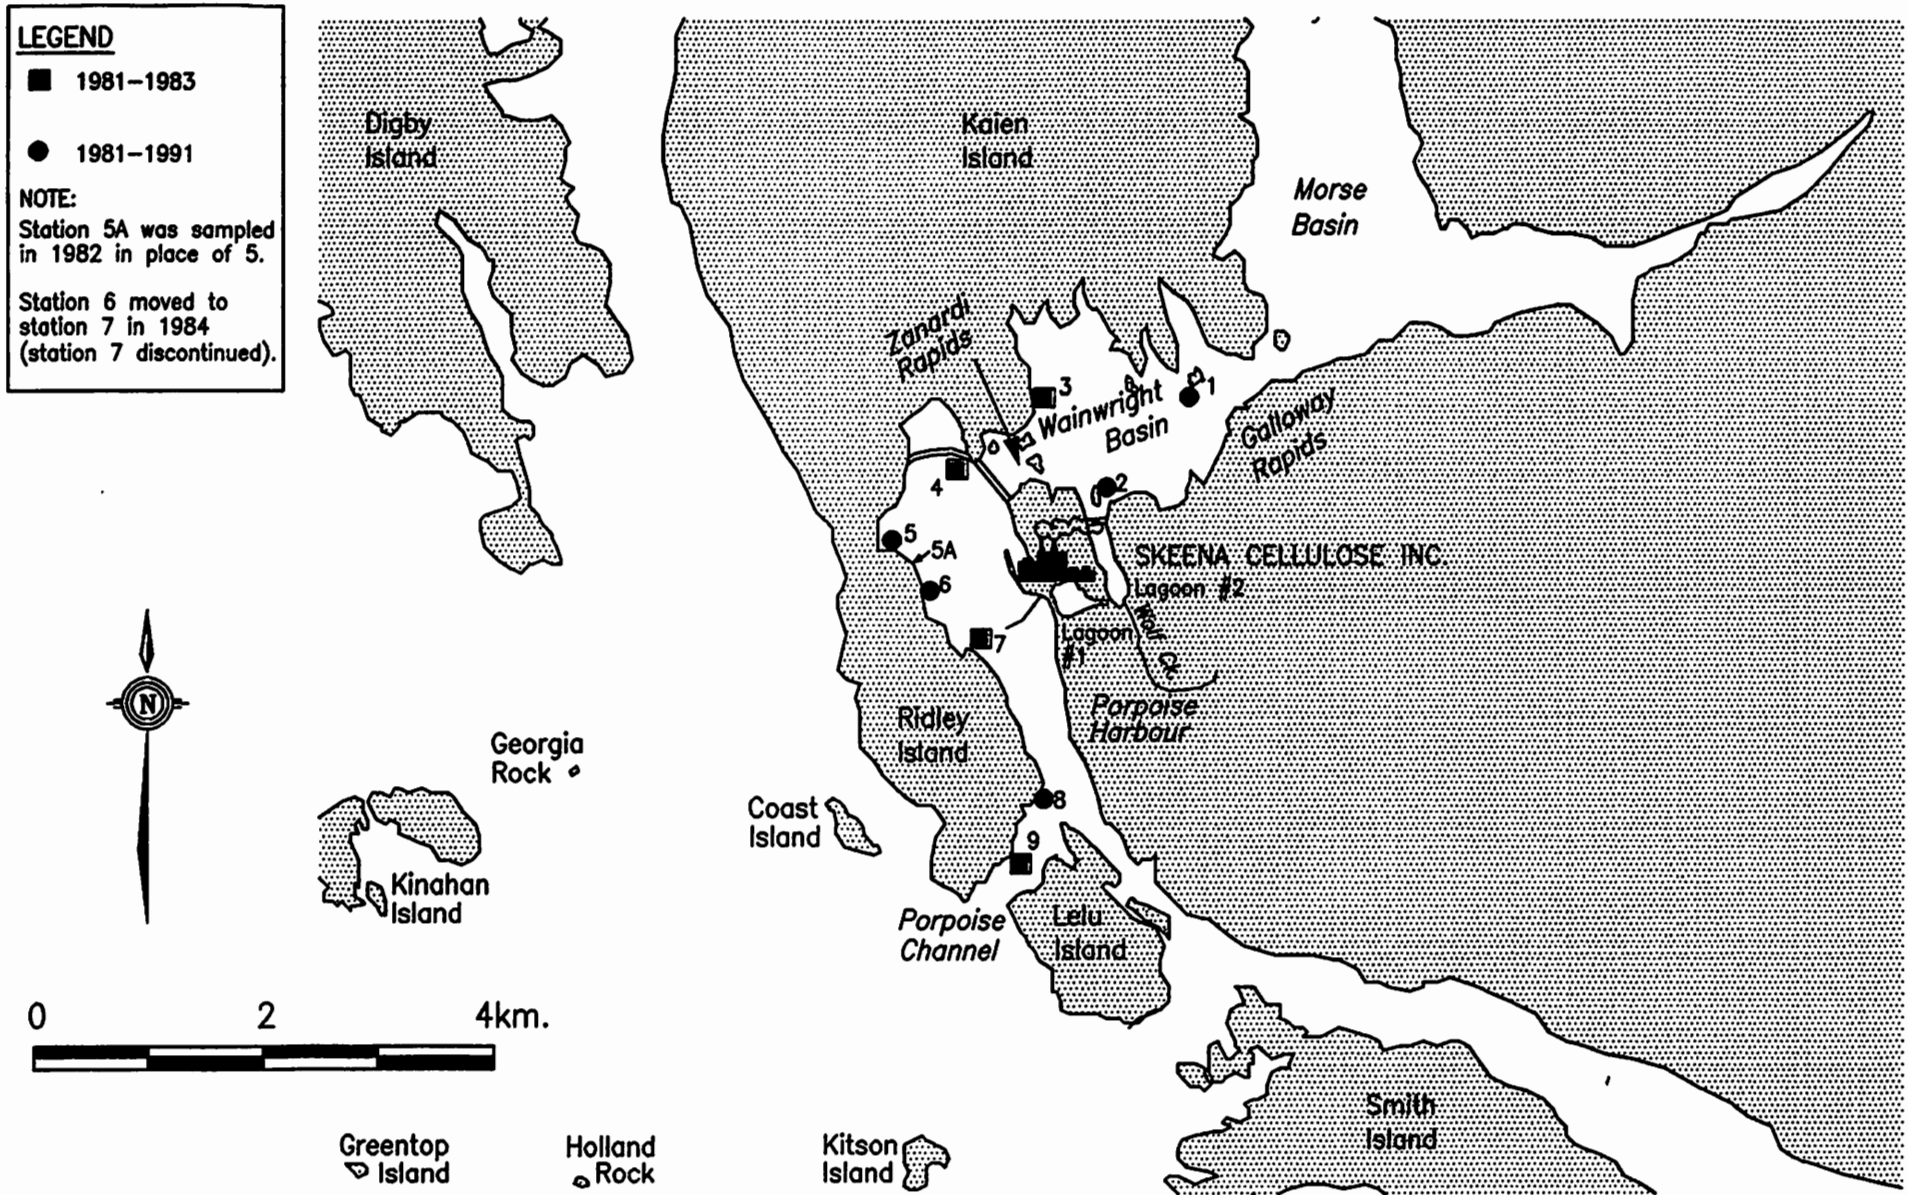 LEGEND
1981-1983
1981-1991
NOTE:
Station 5A was sampled
in 1982 in place of 5.
Station 6 moved to
station 7 in 1984
(station 7 discontinued).
Digby
Island
Kaien
Island
Morse
Basin
Zanardi
Rapids
3
Wainwright
Basin
1
Galloway
Rapids
4
2
5
5A
SKEENA CELLULOSE INC.
Lagoon #2
6
Wolf Ck.
7
Lagoon
#1
N
Ridley
Island
Porpoise
Harbour
Georgia
Rock
Coast
Island
8
9
Kinahan
Island
Porpoise
Channel
Lelu
Island
0 2 4km.
Smith
Island
Greentop
Island
Holland
Rock
Kitson
Island